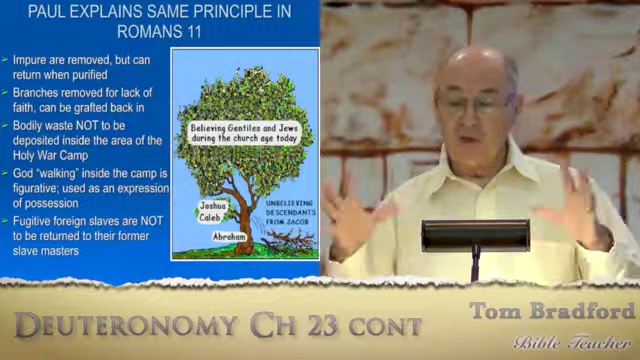 PAUL EXPLAINS SAME PRINCIPLE IN
ROMANS 11
Impure are removed, but can
return when purified
Branches removed for lack of
faith, can be grafted back in
Bodily waste NOT to be
deposited inside the area of the
Holy War Camp
God “walking” inside the camp is
figurative; used as an expression
of possession
Fugitive foreign slaves are NOT
to be returned to their former
slave masters
Believing Gentiles and Jews
during the church age today
Joshua
Caleb
UNBELIEVING
DESCENDANTS
FROM JACOB
Abraham
Tom Bradford
Deuteronomy Ch 23 cont
Bible Teacher